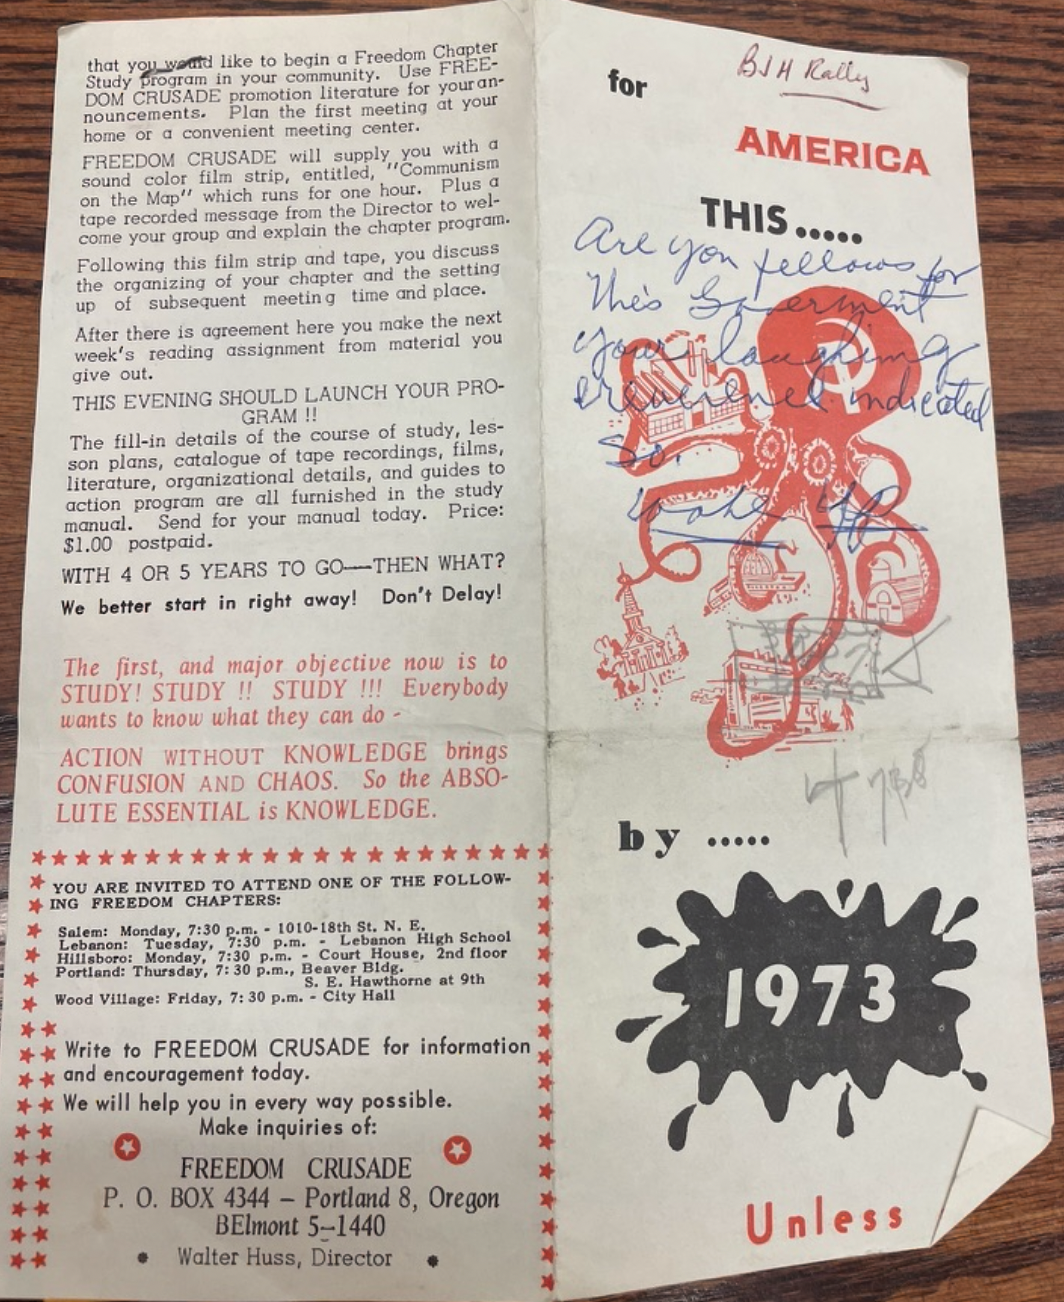 that you would like to begin a Freedom Chapter
Study program in your community. Use FREE-
DOM CRUSADE promotion literature for your an-
nouncements. Plan the first meeting at your
home or a convenient meeting center.
FREEDOM CRUSADE will supply you with a
sound color film strip, entitled, "Communism
on the Map" which runs for one hour. Plus a
tape recorded message from the Director to wel-
come your group and explain the chapter program.
Following this film strip and tape, you discuss
the organizing of your chapter and the setting
up of subsequent meeting time and place.
After there is agreement here you make the next
week's reading assignment from material you
give out.
THIS EVENING SHOULD LAUNCH YOUR PRO-
GRAM !!
The fill-in details of the course of study, les-
son plans, catalogue of tape recordings, films,
literature, organizational details, and guides to
action program are all furnished in the study
manual. Send for your manual today. Price:
$1.00 postpaid.
WITH 4 OR 5 YEARS TO GO—THEN WHAT?
We better start in right away! Don't Delay!
The first, and major objective now is to
STUDY! STUDY !! STUDY !!! Everybody
wants to know what they can do -
ACTION WITHOUT KNOWLEDGE brings
CONFUSION AND CHAOS. So the ABSO-
LUTE ESSENTIAL is KNOWLEDGE.
YOU ARE INVITED TO ATTEND ONE OF THE FOLLOW-
ING FREEDOM CHAPTERS:
Salem: Monday, 7:30 p.m. - 1010-18th St. N. E.
Lebanon: Tuesday, 7:30 p.m. - Lebanon High School
Hillsboro: Monday, 7:30 p.m. - Court House, 2nd floor
Portland: Thursday, 7:30 p.m., Beaver Bldg.
S. E. Hawthorne at 9th
Wood Village: Friday, 7:30 p.m. - City Hall
Write to FREEDOM CRUSADE for information
and encouragement today.
We will help you in every way possible.
Make inquiries of:
FREEDOM CRUSADE
P. O. BOX 4344 – Portland 8, Oregon
BElmont 5-1440
Walter Huss, Director
Rally
for
AMERICA
THIS.....
Are you fellows for
This Goverment
your laughing
indicated
So.
by .....
1973
Unless